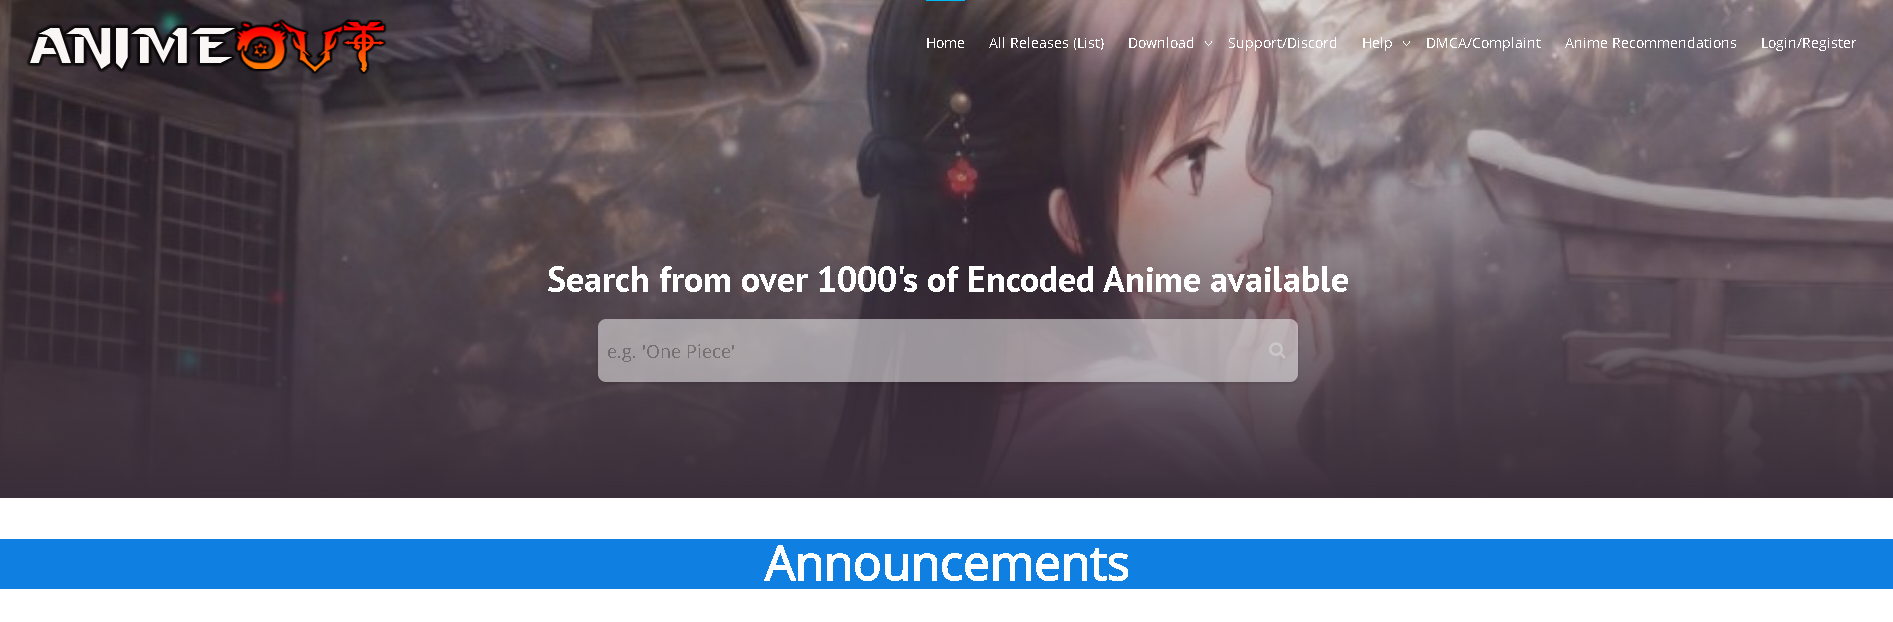 ANIMEOUT
Home All Releases (List) Download Support/Discord Help DMCA/Complaint Anime Recommendations Login/Register
Search from over 1000's of Encoded Anime available
e.g. 'One Piece'
Announcements